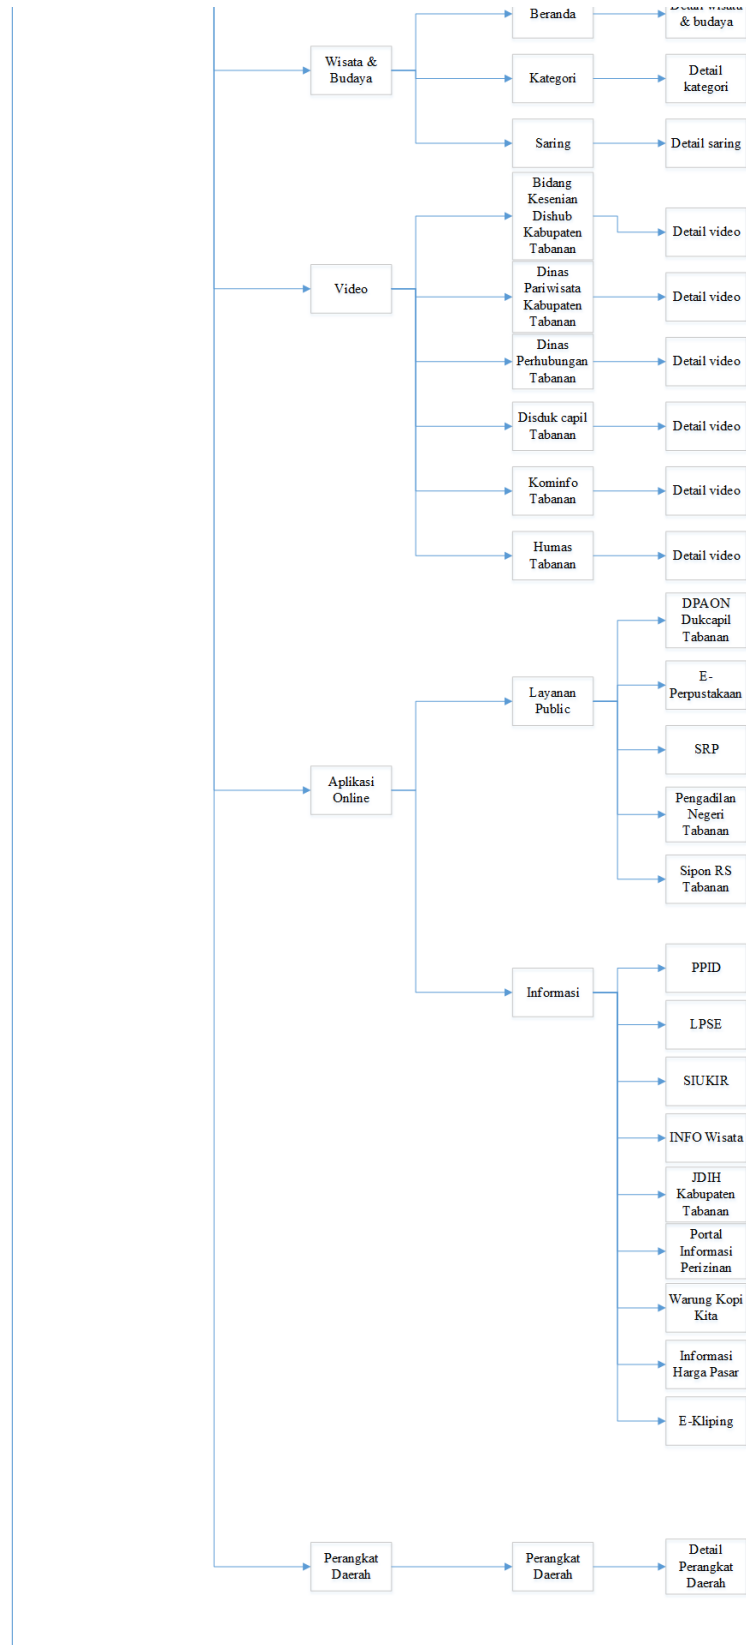 Beranda
Detail wisata
& budaya
Wisata &
Budaya
Kategori
Detail
kategori
Saring
Detail saring
Bidang
Kesenian
Dishub
Kabupaten
Tabanan
Detail video
Video
Dinas
Pariwisata
Kabupaten
Tabanan
Detail video
Dinas
Perhubungan
Tabanan
Detail video
Disduk capil
Tabanan
Detail video
Kominfo
Tabanan
Detail video
Humas
Tabanan
Detail video
Aplikasi
Online
Layanan
Public
DPAON
Dukcapil
Tabanan
E-
Perpustakaan
SRP
Pengadilan
Negeri
Tabanan
Sipon RS
Tabanan
Informasi
PPID
LPSE
SIUKIR
INFO Wisata
JDIH
Kabupaten
Tabanan
Portal
Informasi
Perizinan
Warung Kopi
Kita
Informasi
Harga Pasar
E-Kliping
Perangkat
Daerah
Perangkat
Daerah
Detail
Perangkat
Daerah